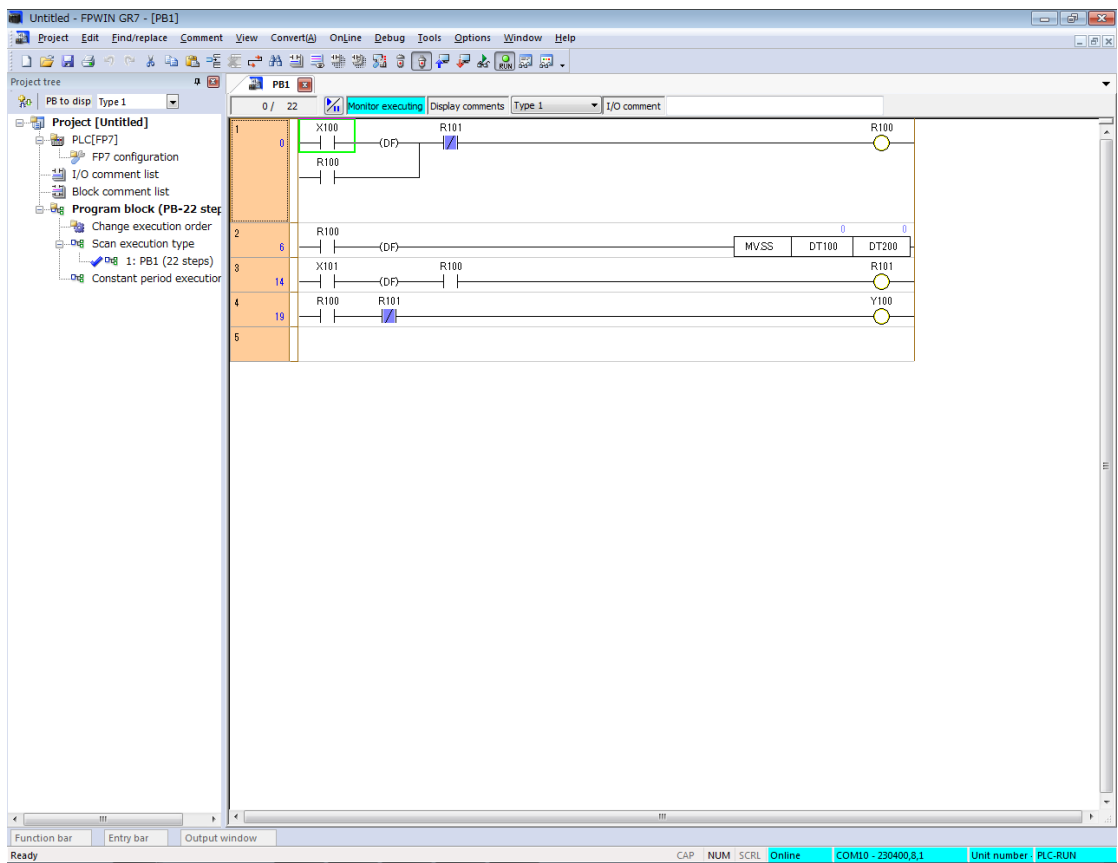 Untitled - FPWIN GR7 - [PB1]
Project Edit Find/replace Comment View Convert(A) OnLine Debug Tools Options Window Help
RUN
Project tree
PB1
PB to disp Type 1
0 / 22 Monitor executing Display comments Type 1 I/O comment
Project [Untitled]
PLC[FP7]
FP7 configuration
I/O comment list
Block comment list
Program block (PB-22 step
Change execution order
Scan execution type
1: PB1 (22 steps)
Constant period execution
1 X100 R101 R100
0 (DF)
R100
2 R100 0 0
6 (DF) MV.SS DT100 DT200
3 X101 R100 R101
14 (DF)
4 R100 R101 Y100
19
5
Function bar Entry bar Output window
Ready CAP NUM SCRL Online COM10 - 230400,8,1 Unit number - PLC-RUN